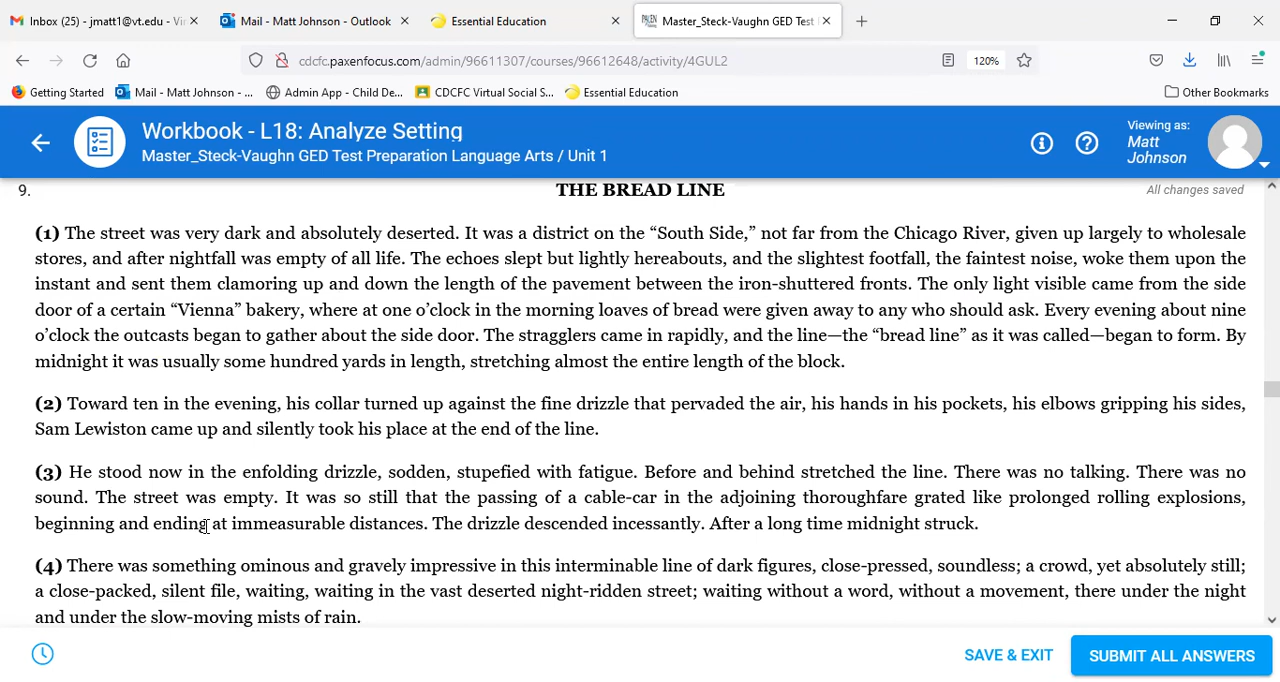 Inbox (25) - jmatt1@vt.edu - Vir
Mail - Matt Johnson - Outlook
Essential Education
Master_Steck-Vaughn GED Test
cdcfc.paxenfocus.com/admin/96611307/courses/96612648/activity/4GUL2
120%
Getting Started
Mail - Matt Johnson - ...
Admin App - Child De...
CDCFC Virtual Social S...
Essential Education
Other Bookmarks
Workbook - L18: Analyze Setting
Master_Steck-Vaughn GED Test Preparation Language Arts / Unit 1
Viewing as:
Matt
Johnson
9.
THE BREAD LINE
All changes saved
(1) The street was very dark and absolutely deserted. It was a district on the “South Side,” not far from the Chicago River, given up largely to wholesale
stores, and after nightfall was empty of all life. The echoes slept but lightly hereabouts, and the slightest footfall, the faintest noise, woke them upon the
instant and sent them clamoring up and down the length of the pavement between the iron-shuttered fronts. The only light visible came from the side
door of a certain “Vienna” bakery, where at one o’clock in the morning loaves of bread were given away to any who should ask. Every evening about nine
o’clock the outcasts began to gather about the side door. The stragglers came in rapidly, and the line—the “bread line” as it was called—began to form. By
midnight it was usually some hundred yards in length, stretching almost the entire length of the block.
(2) Toward ten in the evening, his collar turned up against the fine drizzle that pervaded the air, his hands in his pockets, his elbows gripping his sides,
Sam Lewiston came up and silently took his place at the end of the line.
(3) He stood now in the enfolding drizzle, sodden, stupefied with fatigue. Before and behind stretched the line. There was no talking. There was no
sound. The street was empty. It was so still that the passing of a cable-car in the adjoining thoroughfare grated like prolonged rolling explosions,
beginning and ending at immeasurable distances. The drizzle descended incessantly. After a long time midnight struck.
(4) There was something ominous and gravely impressive in this interminable line of dark figures, close-pressed, soundless; a crowd, yet absolutely still;
a close-packed, silent file, waiting, waiting in the vast deserted night-ridden street; waiting without a word, without a movement, there under the night
and under the slow-moving mists of rain.
SAVE & EXIT
SUBMIT ALL ANSWERS